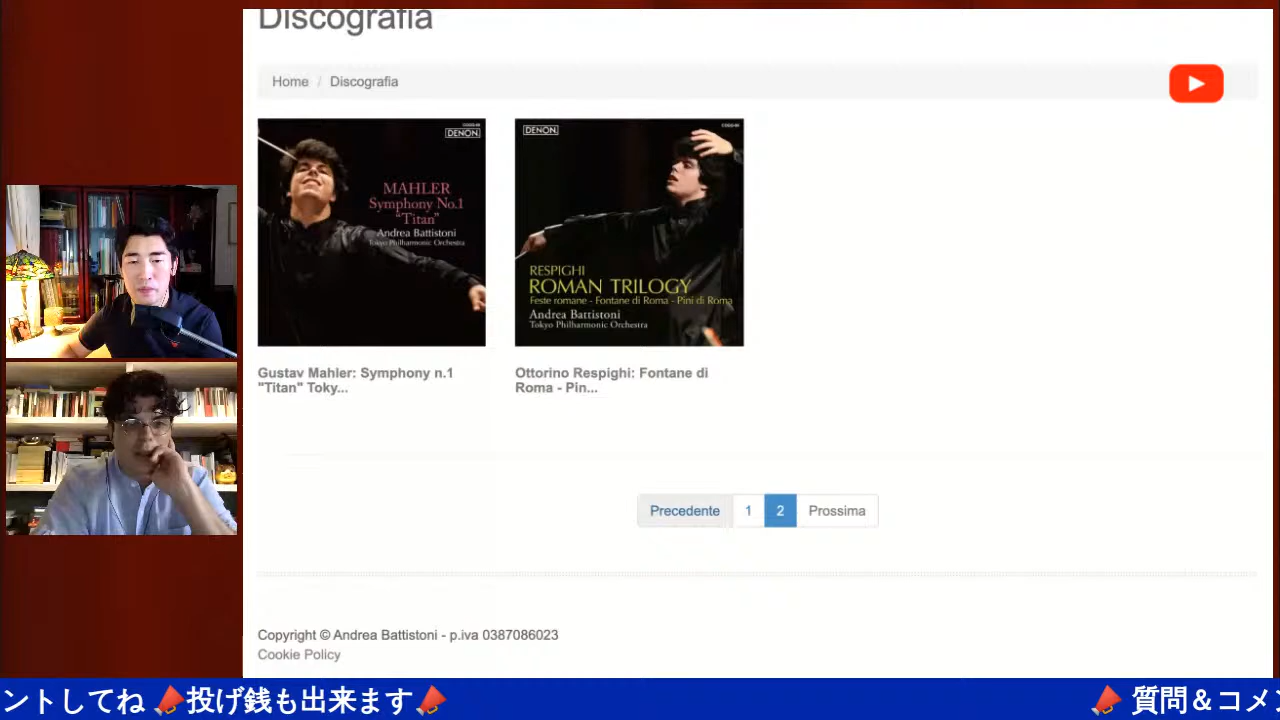 Discografia
Home / Discografia
DENON
MAHLER
Symphony No.1
"Titan"
Andrea Battistoni
Tokyo Philharmonic Orchestra
DENON
RESPIGHI
ROMAN TRILOGY
Feste romane - Fontane di Roma - Pini di Roma
Andrea Battistoni
Tokyo Philharmonic Orchestra
Gustav Mahler: Symphony n.1
"Titan" Toky...
Ottorino Respighi: Fontane di
Roma - Pin...
Precedente 1 2 Prossima
Copyright © Andrea Battistoni - p.iva 0387086023
Cookie Policy
ントしてね 📣投げ銭も出来ます📣 📣 質問＆コメン